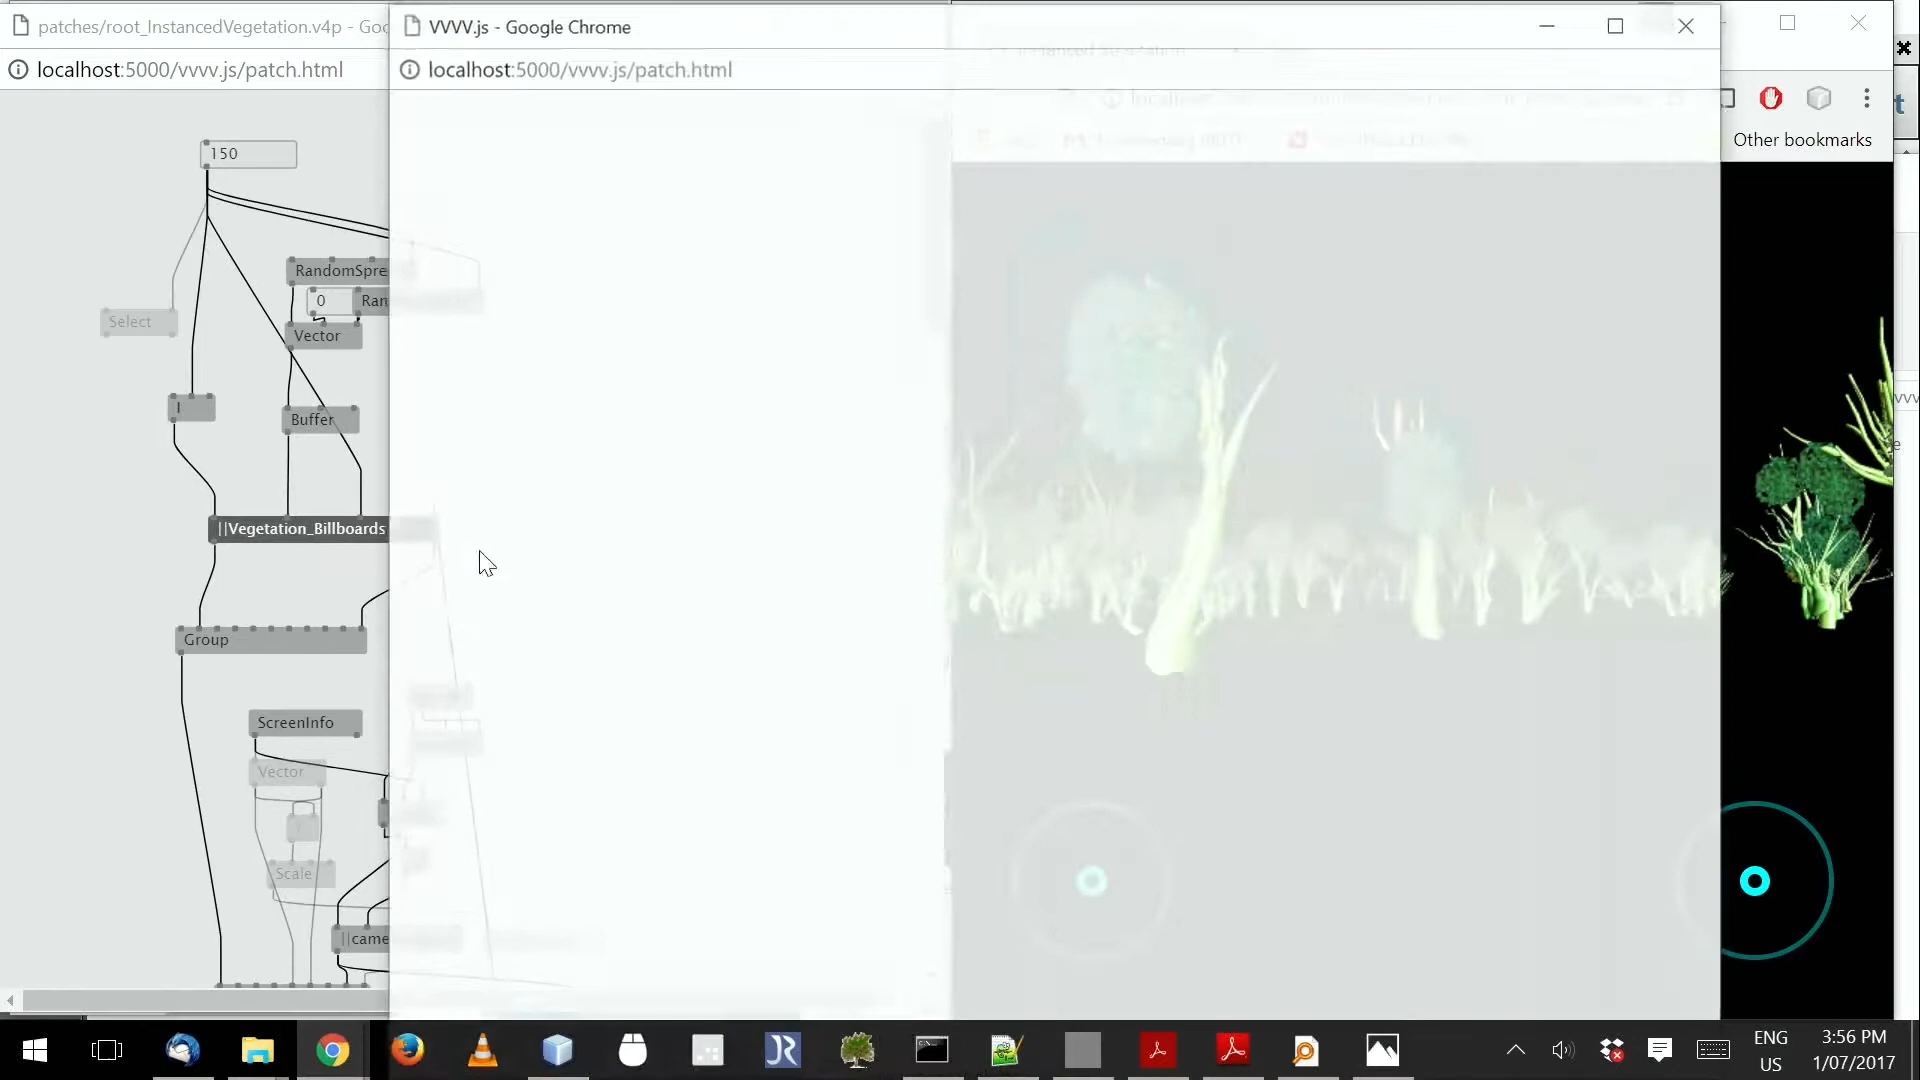 patches/root_InstancedVegetation.v4p - Goo
VVVV.js - Google Chrome
localhost:5000/vvvv.js/patch.html
localhost:5000/vvvv.js/patch.html
Other bookmarks
150
RandomSpre
0
Ran
Select
Vector
I
Buffer
||Vegetation_Billboards
Group
ScreenInfo
Vector
Scale
||came
ENG
US
3:56 PM
1/07/2017